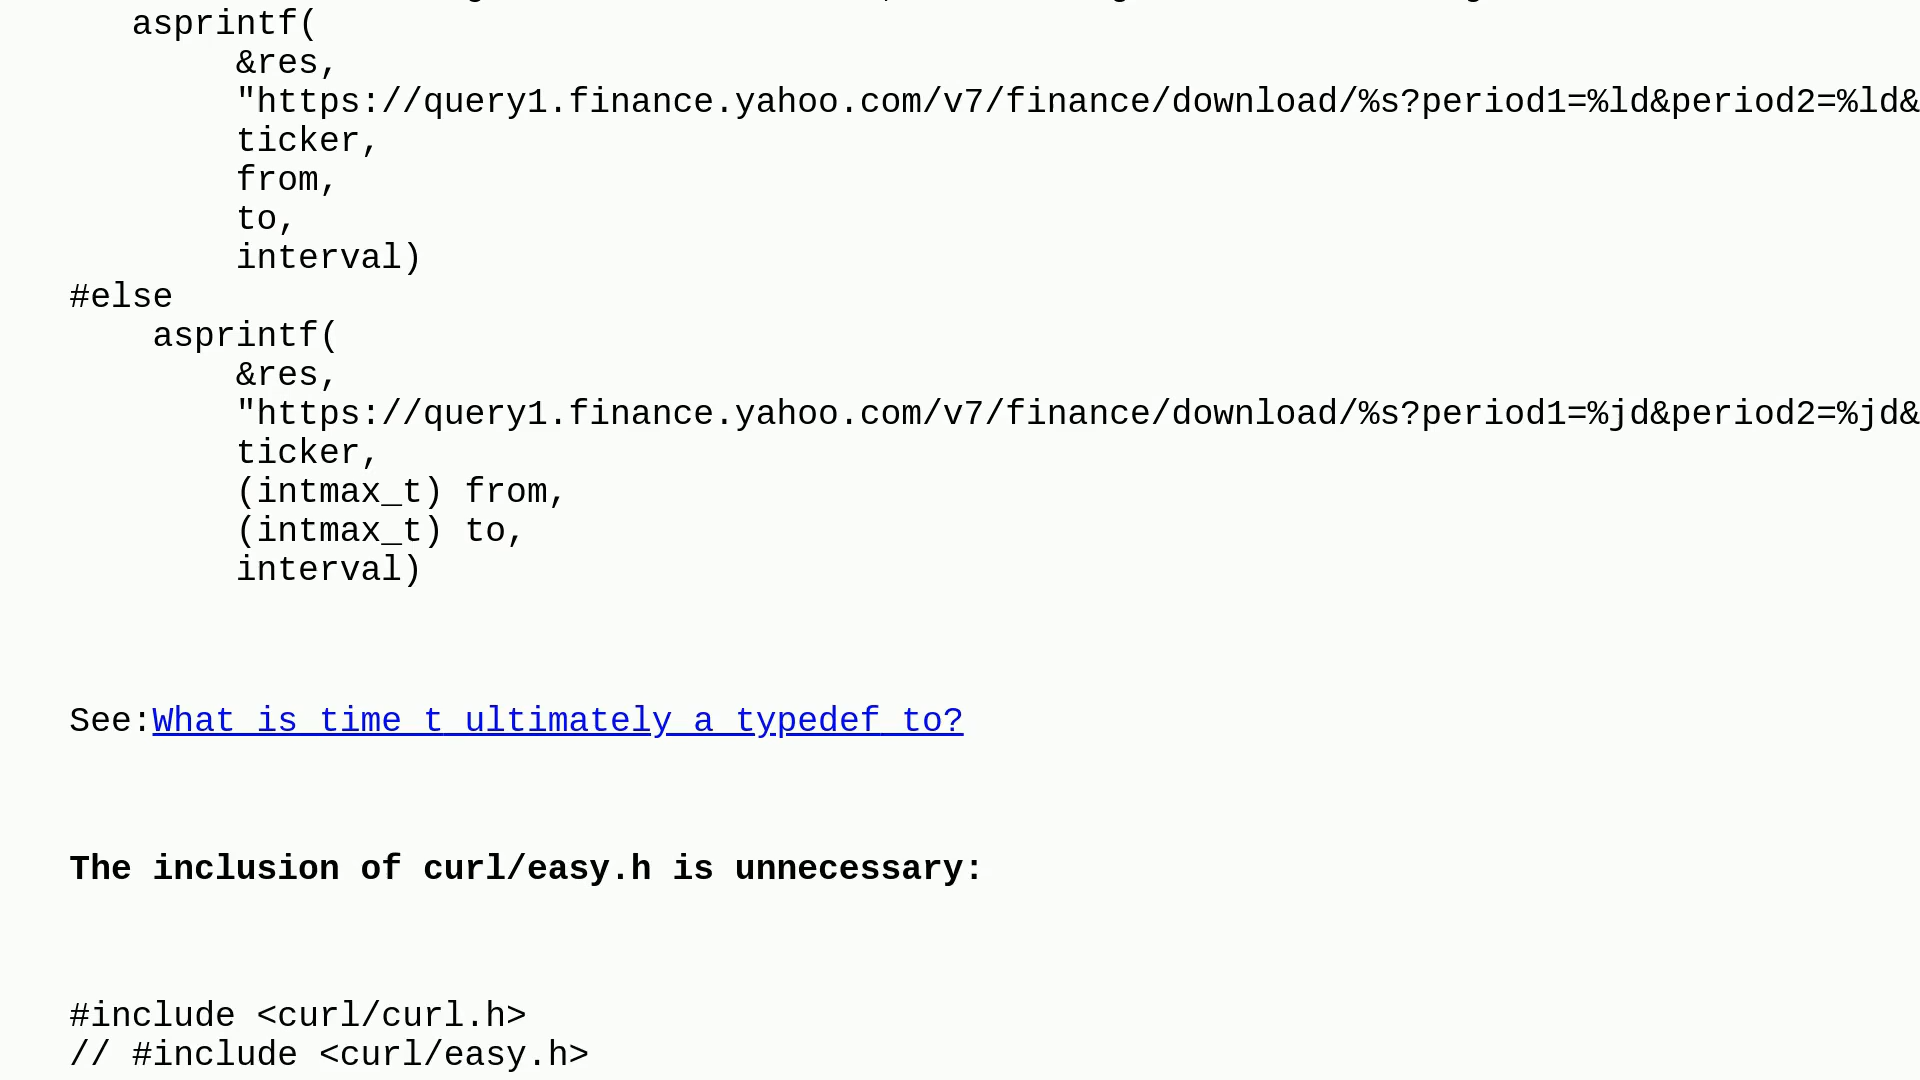 asprintf(
&res,
"https://query1.finance.yahoo.com/v7/finance/download/%s?period1=%ld&period2=%ld&
ticker,
from,
to,
interval)
#else
asprintf(
&res,
"https://query1.finance.yahoo.com/v7/finance/download/%s?period1=%jd&period2=%jd&
ticker,
(intmax_t) from,
(intmax_t) to,
interval)
See:What is time t ultimately a typedef to?
The inclusion of curl/easy.h is unnecessary:
#include <curl/curl.h>
// #include <curl/easy.h>